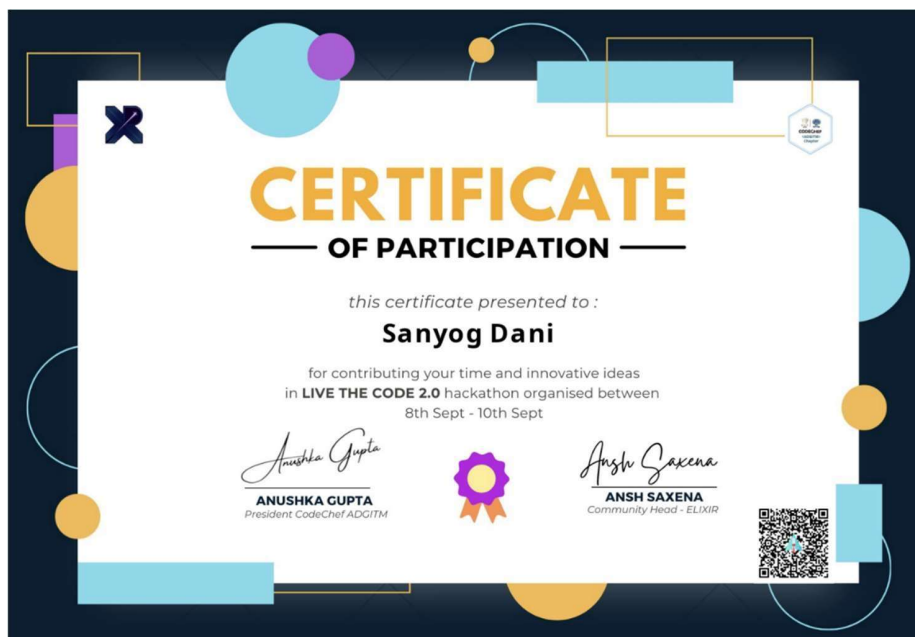 CODECHEF
CERTIFICATE
OF PARTICIPATION
this certificate presented to :
Sanyog Dani
for contributing your time and innovative ideas
in LIVE THE CODE 2.0 hackathon organised between
8th Sept - 10th Sept
Anushka Gupta
Ansh Saxena
ANUSHKA GUPTA
President CodeChef ADGITM
ANSH SAXENA
Community Head - ELIXIR